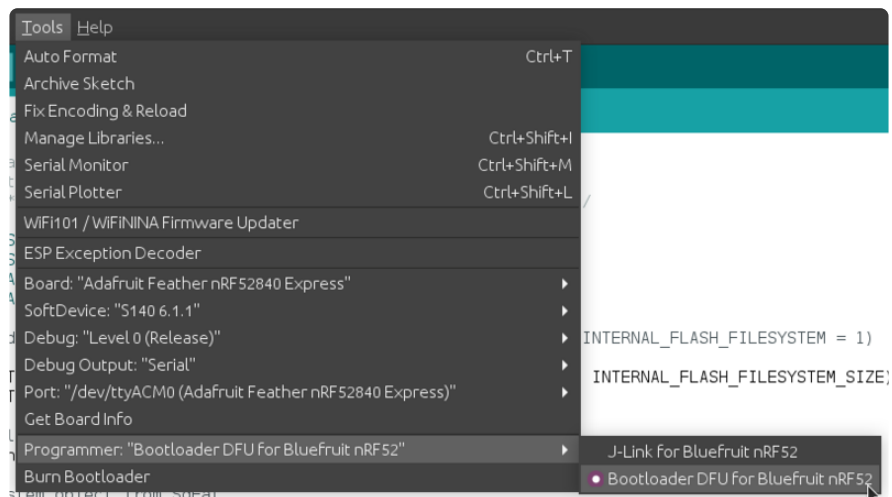 Tools Help
Auto Format Ctrl+T
Archive Sketch
Fix Encoding & Reload
Manage Libraries... Ctrl+Shift+I
Serial Monitor Ctrl+Shift+M
Serial Plotter Ctrl+Shift+L
WiFi101 / WiFiNINA Firmware Updater
ESP Exception Decoder
Board: "Adafruit Feather nRF52840 Express"
SoftDevice: "S140 6.1.1"
Debug: "Level 0 (Release)"
INTERNAL_FLASH_FILESYSTEM = 1)
Debug Output: "Serial"
INTERNAL_FLASH_FILESYSTEM_SIZE)
Port: "/dev/ttyACM0 (Adafruit Feather nRF52840 Express)"
Get Board Info
Programmer: "Bootloader DFU for Bluefruit nRF52"
J-Link for Bluefruit nRF52
Burn Bootloader
Bootloader DFU for Bluefruit nRF52